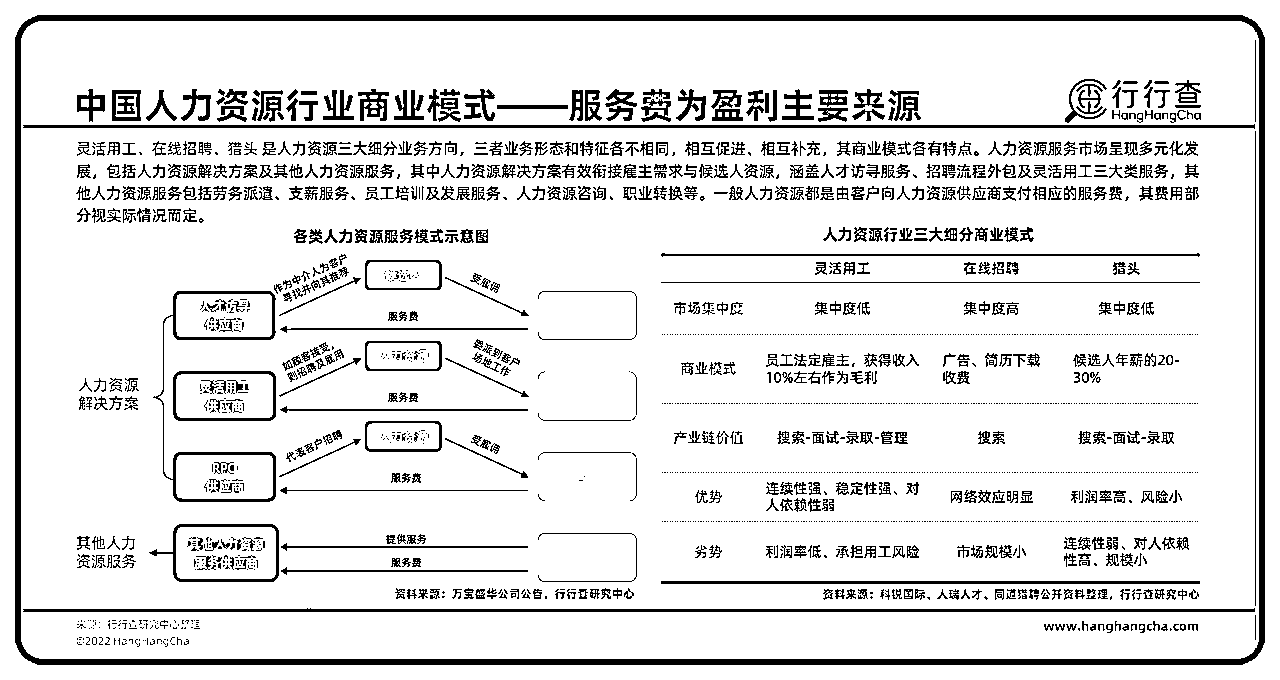 中国人力资源行业商业模式——服务费为盈利主要来源
行行查
HangHangCha
灵活用工、在线招聘、猎头 是人力资源三大细分业务方向，三者业务形态和特征各不相同，相互促进、相互补充，其商业模式各有特点。人力资源服务市场呈现多元化发
展，包括人力资源解决方案及其他人力资源服务，其中人力资源解决方案有效衔接雇主需求与候选人资源，涵盖人才访寻服务、招聘流程外包及灵活用工三大类服务，其
他人力资源服务包括劳务派遣、支薪服务、员工培训及发展服务、人力资源咨询、职业转换等。一般人力资源都是由客户向人力资源供应商支付相应的服务费，其费用部
分视实际情况而定。
各类人力资源服务模式示意图
作为中介人为客户
寻找并向其推荐
受雇调
人才访寻
供应商
服务费
如顾客接受，
则招聘及雇用
人力资源
委派到客户
场地工作
人力资源
解决方案
灵活用工
供应商
服务费
代表客户招聘
人力资源
受雇调
RPO
供应商
服务费
其他人力
资源服务
其他人力资源
服务供应商
提供服务
服务费
资料来源：万宝盛华公司公告，行行查研究中心
人力资源行业三大细分商业模式
灵活用工 在线招聘 猎头
市场集中度 集中度低 集中度高 集中度低
商业模式 员工法定雇主，获得收入 广告、简历下载 候选人年薪的20-
10%左右作为毛利 收费 30%
产业链价值 搜索-面试-录取-管理 搜索 搜索-面试-录取
优势 连续性强、稳定性强、对 网络效应明显 利润率高、风险小
人依赖性弱
劣势 利润率低、承担用工风险 市场规模小 连续性弱、对人依赖
性高、规模小
资料来源：科锐国际、人瑞人才、同道猎聘公开资料整理，行行查研究中心
来源：行行查研究中心整理
©2022 HangHangCha
www.hanghangcha.com